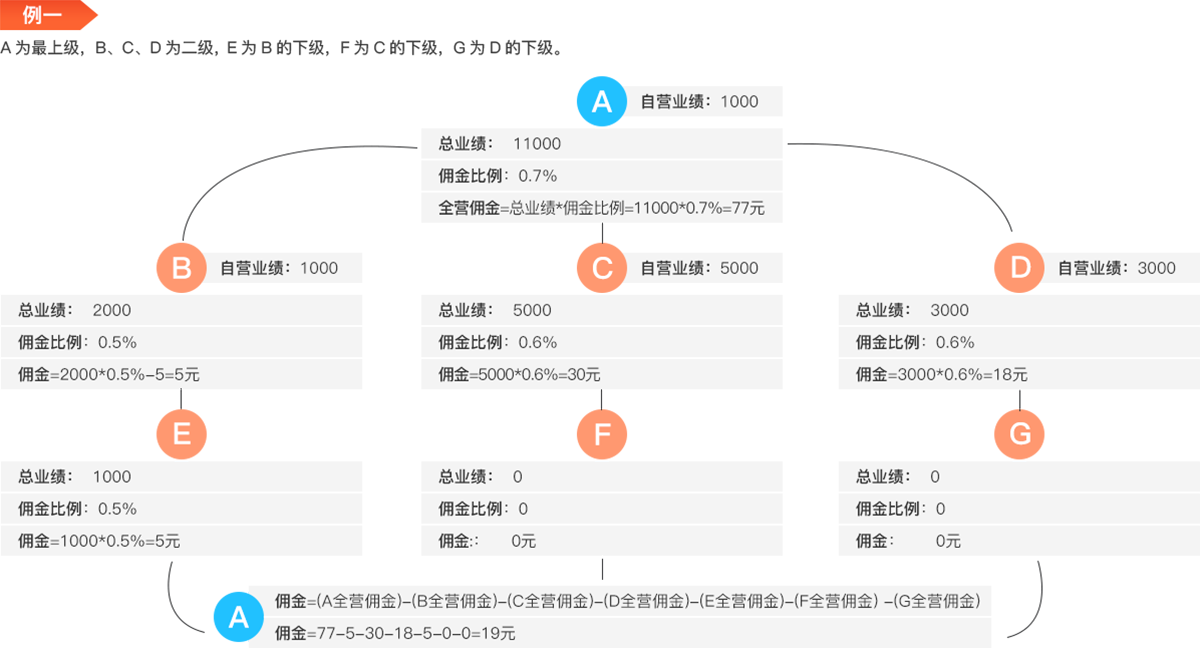 例一
A 为最上级，B、C、D 为二级, E 为 B 的下级，F 为 C 的下级，G 为 D 的下级。
A
自营业绩：1000
总业绩： 11000
佣金比例：0.7%
全营佣金=总业绩*佣金比例=11000*0.7%=77元
B
自营业绩：1000
总业绩： 2000
佣金比例：0.5%
佣金=2000*0.5%-5=5元
C
自营业绩：5000
总业绩： 5000
佣金比例：0.6%
佣金=5000*0.6%=30元
D
自营业绩：3000
总业绩： 3000
佣金比例：0.6%
佣金=3000*0.6%=18元
E
总业绩： 1000
佣金比例：0.5%
佣金=1000*0.5%=5元
F
总业绩： 0
佣金比例：0
佣金:： 0元
G
总业绩： 0
佣金比例：0
佣金： 0元
A
佣金=(A全营佣金)-(B全营佣金)-(C全营佣金)-(D全营佣金)-(E全营佣金)-(F全营佣金) -(G全营佣金)
佣金=77-5-30-18-5-0-0=19元